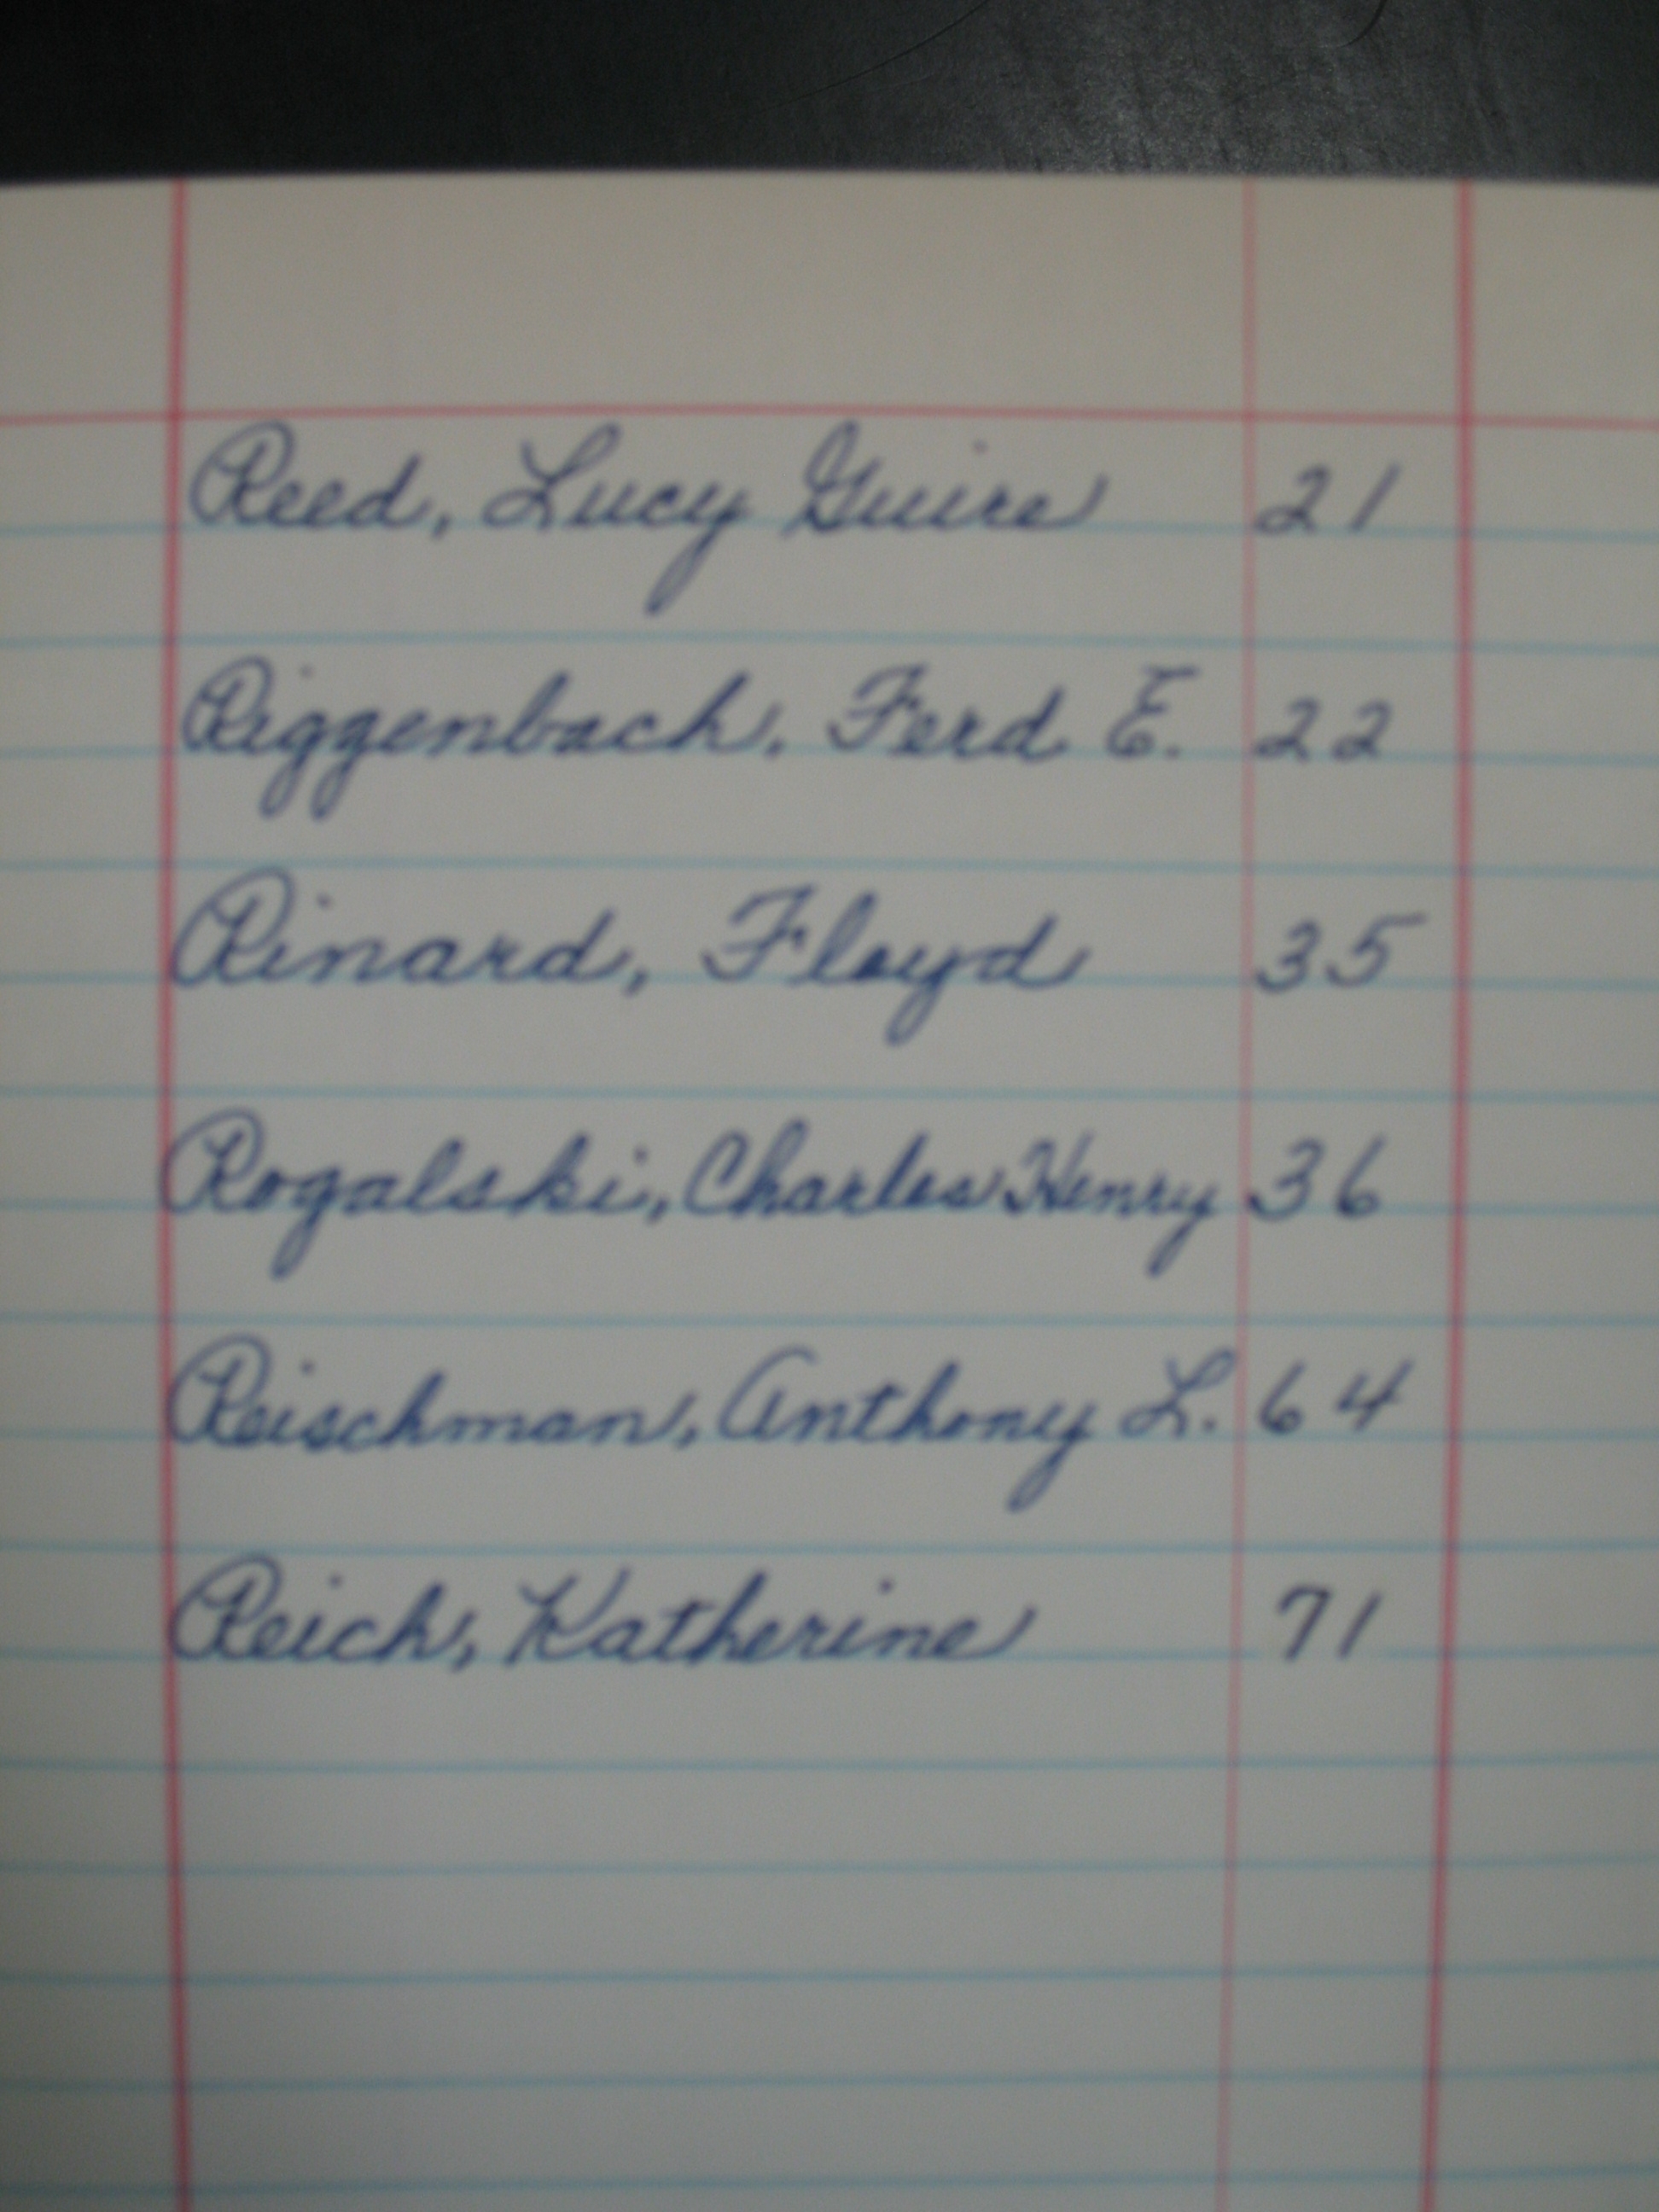 Reed, Lucy Guire 21
Riggenbach, Ferd E. 22
Rinard, Floyd 35
Rogalski, Charles Henry 36
Reischman, Anthony L. 64
Reich, Katherine 71